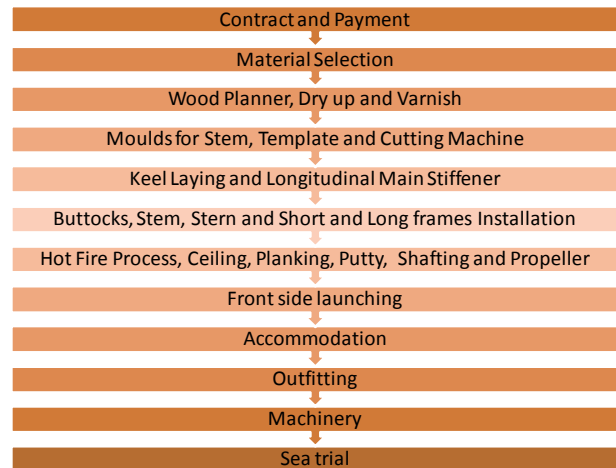 Contract and Payment
Material Selection
Wood Planner, Dry up and Varnish
Moulds for Stem, Template and Cutting Machine
Keel Laying and Longitudinal Main Stiffener
Buttocks, Stem, Stern and Short and Long frames Installation
Hot Fire Process, Ceiling, Planking, Putty, Shafting and Propeller
Front side launching
Accommodation
Outfitting
Machinery
Sea trial